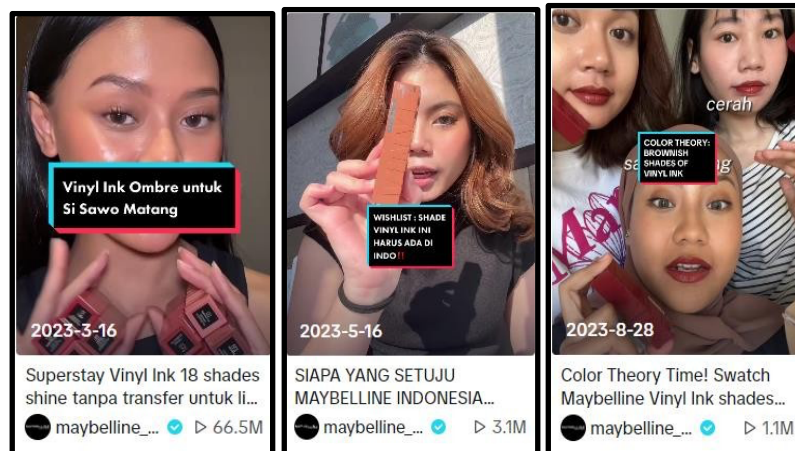 Vinyl Ink Ombre untuk
Si Sawo Matang
2023-3-16
Superstay Vinyl Ink 18 shades
shine tanpa transfer untuk li...
maybelline_... 66.5M
WISHLIST : SHADE
VINYL INK INI
HARUS ADA DI
INDO‼️
2023-5-16
SIAPA YANG SETUJU
MAYBELLINE INDONESIA...
maybelline_... 3.1M
cerah
COLOR THEORY:
BROWNISH
SHADES OF
VINYL INK
2023-8-28
Color Theory Time! Swatch
Maybelline Vinyl Ink shades...
maybelline_... 1.1M